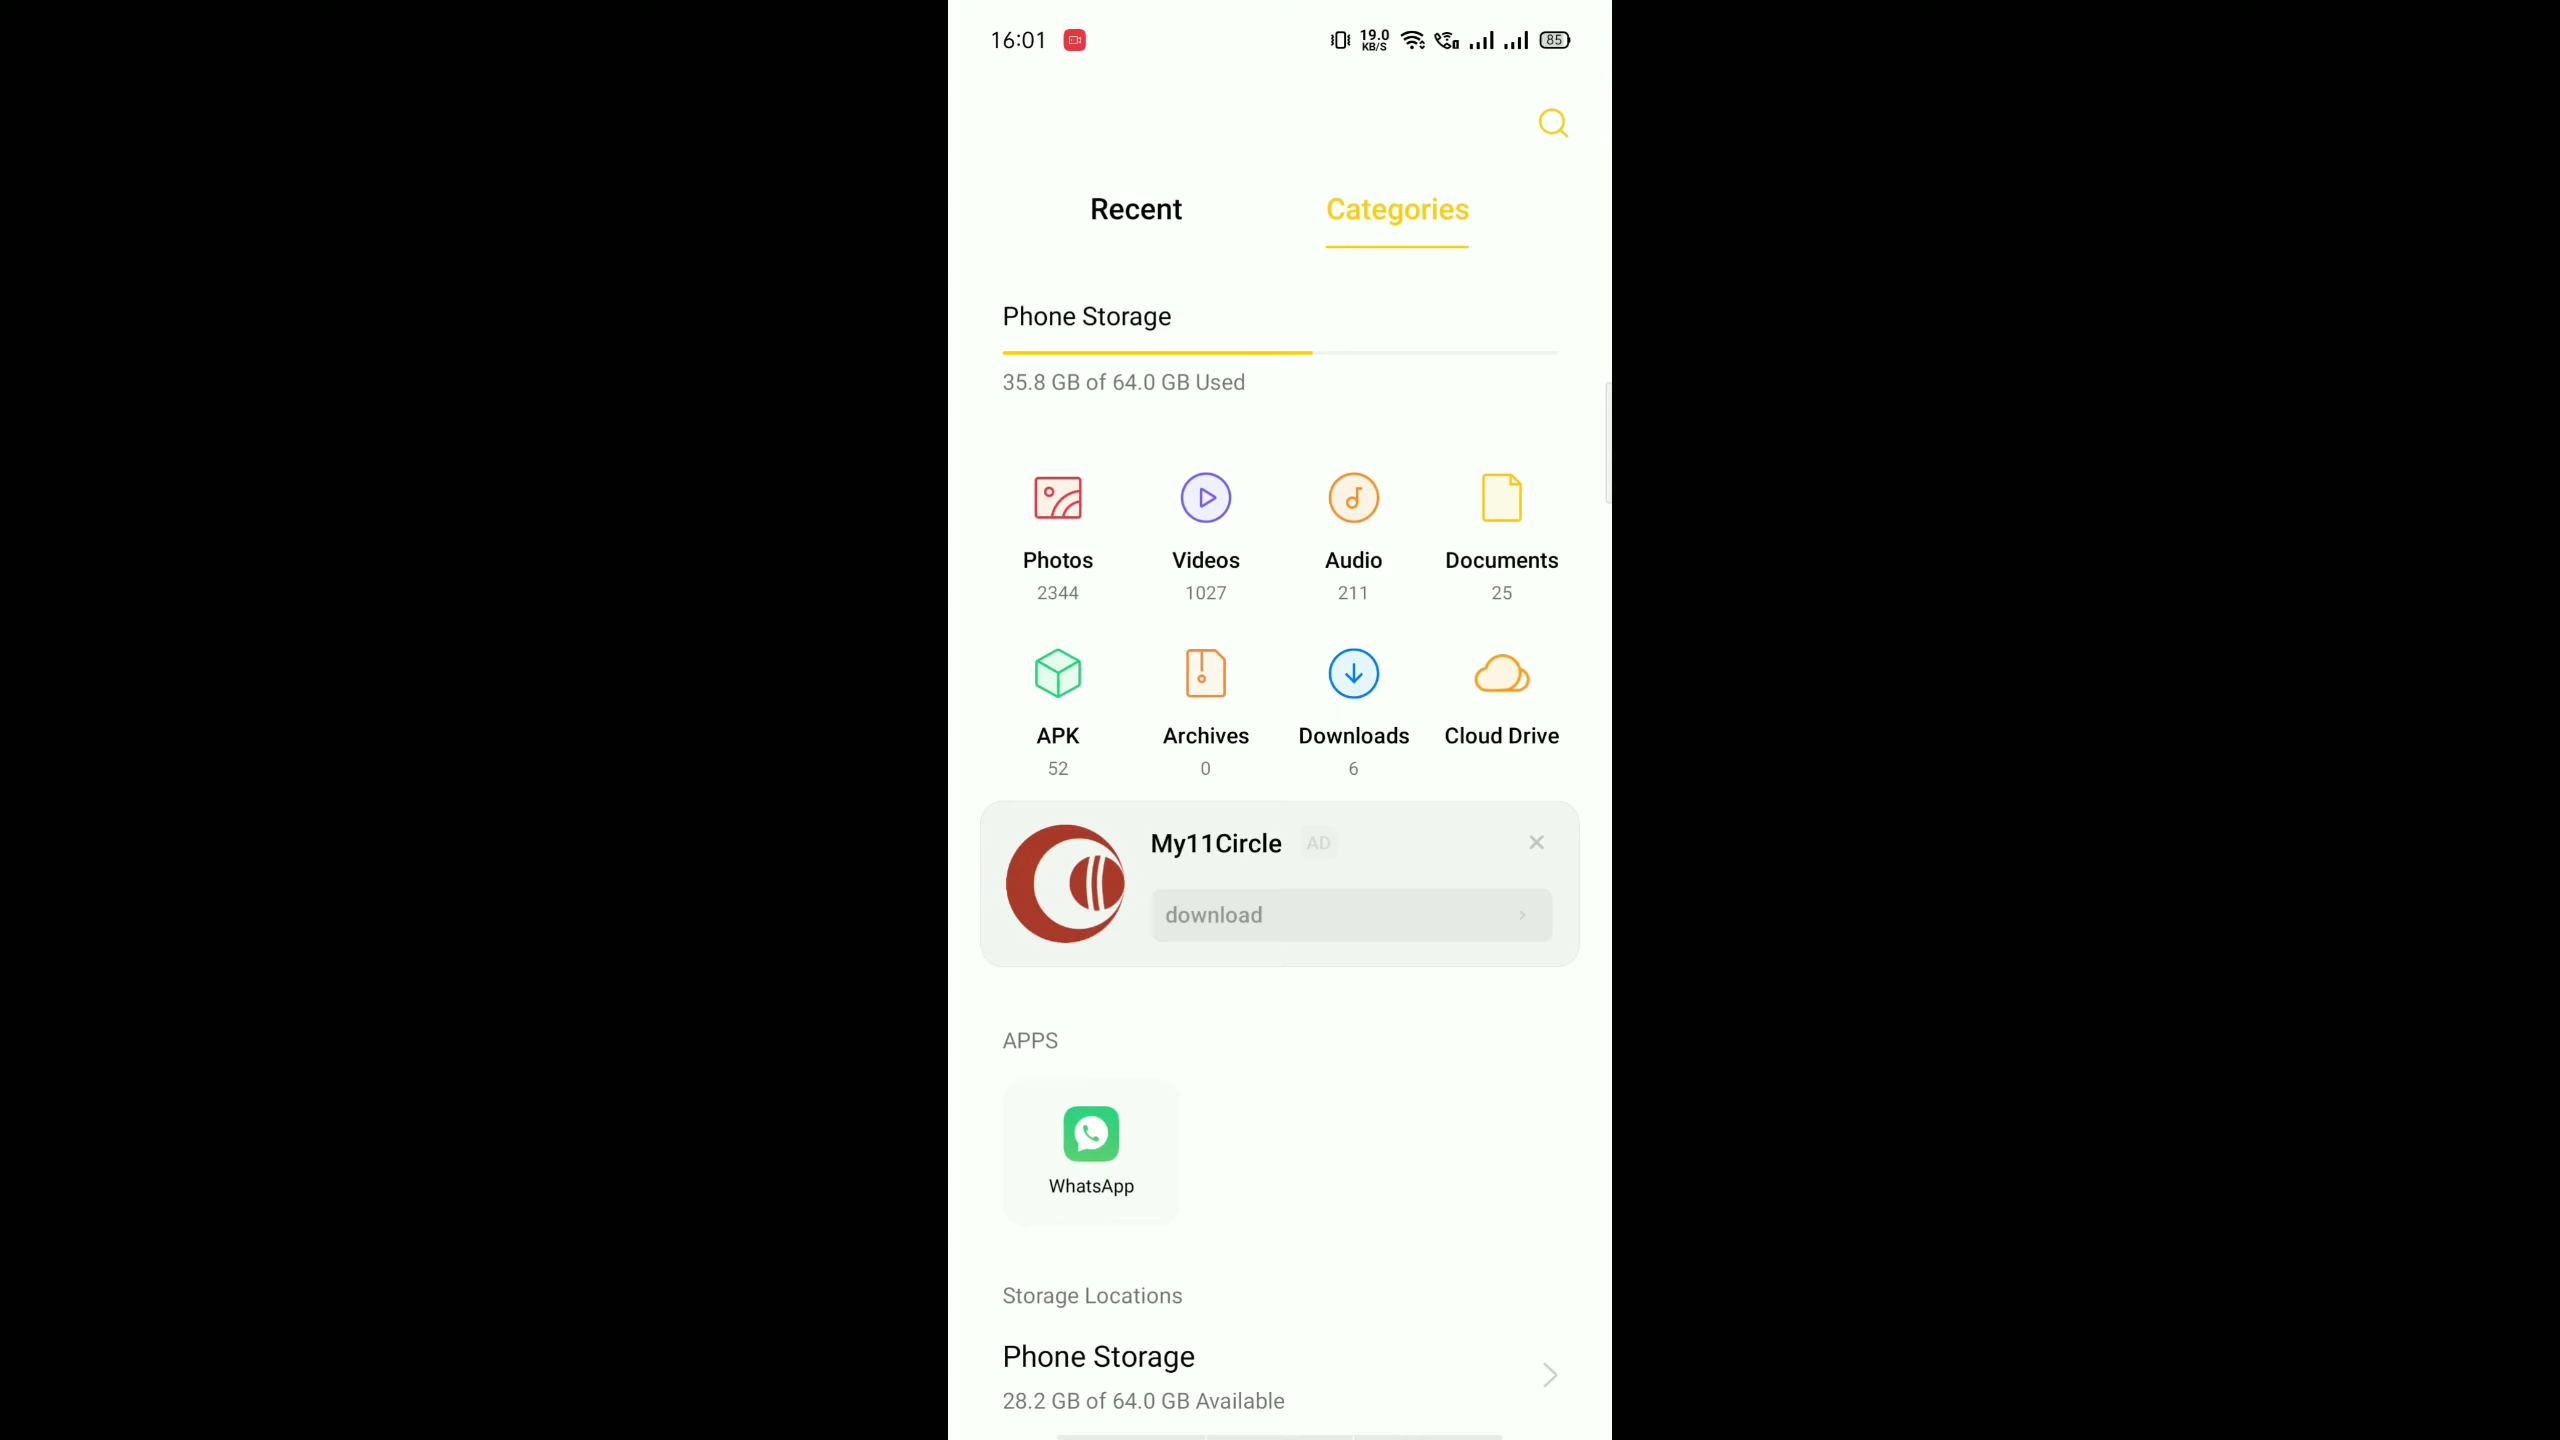 16:01
19.0
KB/S
85
Recent Categories
Phone Storage
35.8 GB of 64.0 GB Used
Photos Videos Audio Documents
2344 1027 211 25
APK Archives Downloads Cloud Drive
52 0 6
My11Circle AD
download
APPS
WhatsApp
Storage Locations
Phone Storage
28.2 GB of 64.0 GB Available